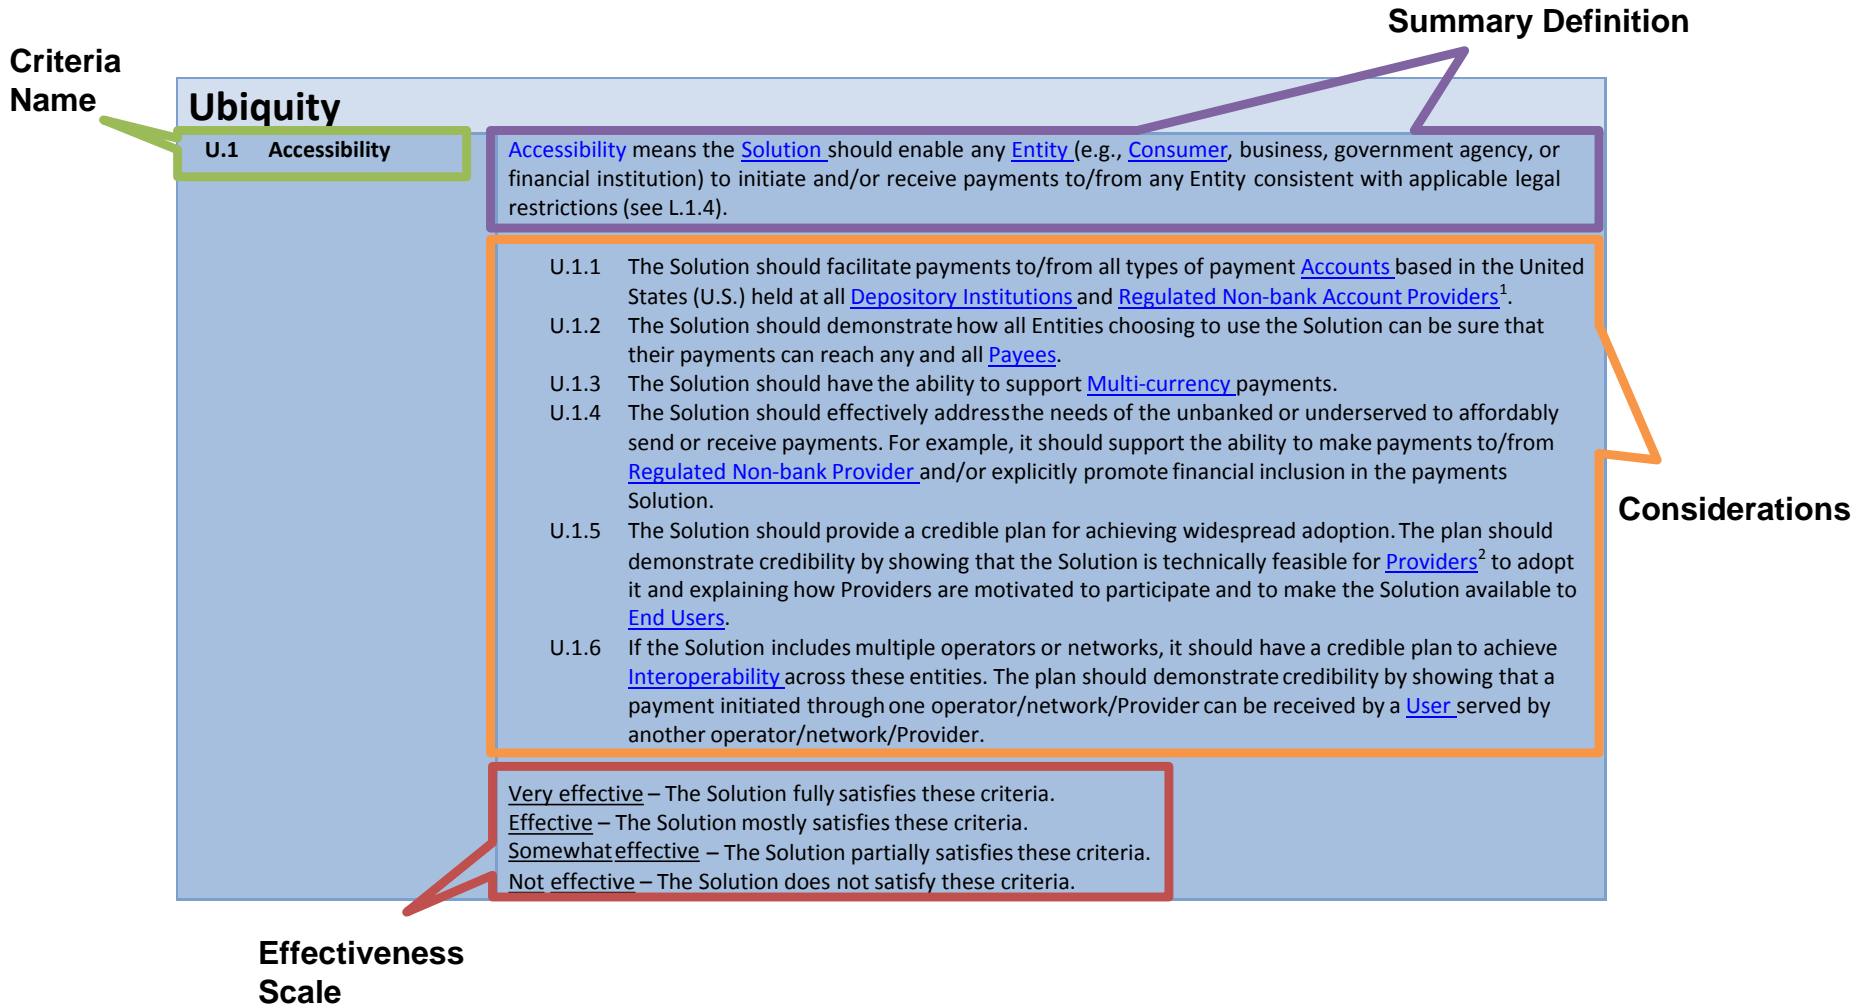 Summary Definition
Criteria
Name
Ubiquity
U.1 Accessibility
Accessibility means the Solution should enable any Entity (e.g., Consumer, business, government agency, or
financial institution) to initiate and/or receive payments to/from any Entity consistent with applicable legal
restrictions (see L.1.4).
U.1.1 The Solution should facilitate payments to/from all types of payment Accounts based in the United
States (U.S.) held at all Depository Institutions and Regulated Non-bank Account Providers¹.
U.1.2 The Solution should demonstrate how all Entities choosing to use the Solution can be sure that
their payments can reach any and all Payees.
U.1.3 The Solution should have the ability to support Multi-currency payments.
U.1.4 The Solution should effectively address the needs of the unbanked or underserved to affordably
send or receive payments. For example, it should support the ability to make payments to/from
Regulated Non-bank Provider and/or explicitly promote financial inclusion in the payments
Solution.
Considerations
U.1.5 The Solution should provide a credible plan for achieving widespread adoption. The plan should
demonstrate credibility by showing that the Solution is technically feasible for Providers² to adopt
it and explaining how Providers are motivated to participate and to make the Solution available to
End Users.
U.1.6 If the Solution includes multiple operators or networks, it should have a credible plan to achieve
Interoperability across these entities. The plan should demonstrate credibility by showing that a
payment initiated through one operator/network/Provider can be received by a User served by
another operator/network/Provider.
Very effective – The Solution fully satisfies these criteria.
Effective – The Solution mostly satisfies these criteria.
Somewhat effective – The Solution partially satisfies these criteria.
Not effective – The Solution does not satisfy these criteria.
Effectiveness
Scale